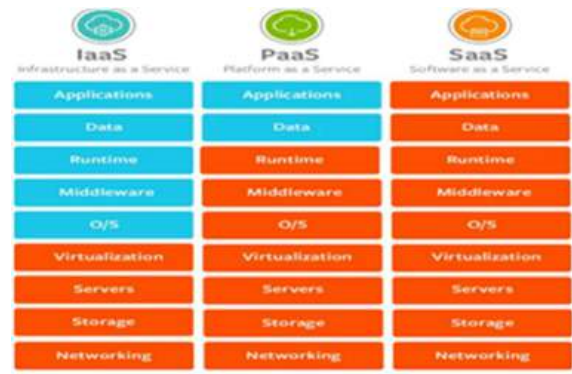 IaaS PaaS SaaS
Infrastructure as a Service Platform as a Service Software as a Service
Applications Applications Applications
Data Data Data
Runtime Runtime Runtime
Middleware Middleware Middleware
O/S O/S O/S
Virtualization Virtualization Virtualization
Servers Servers Servers
Storage Storage Storage
Networking Networking Networking